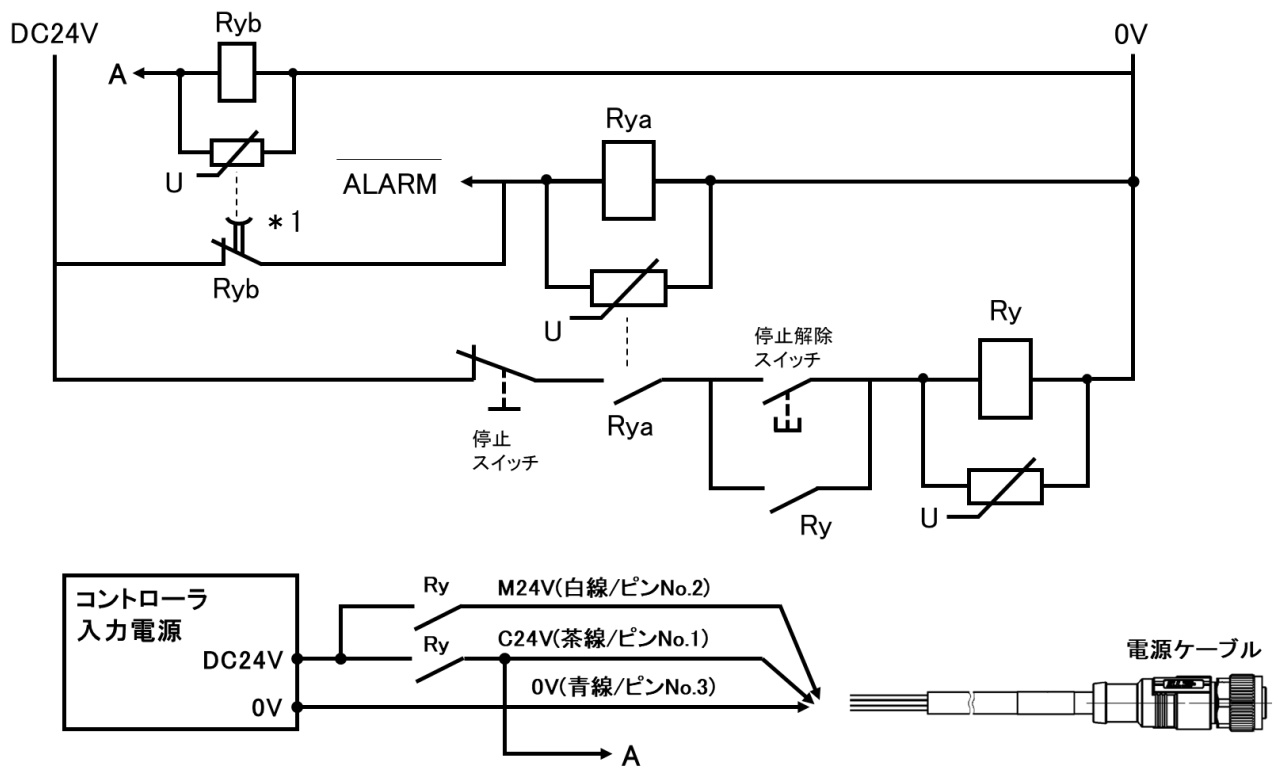 DC24V
Ryb
0V
A
Rya
U
ALARM
*1
Ryb
U
Ry
停止解除
スイッチ
Rya
停止
スイッチ
Ry
U
コントローラ
入力電源
DC24V
0V
Ry
M24V(白線/ピンNo.2)
Ry
C24V(茶線/ピンNo.1)
0V(青線/ピンNo.3)
A
電源ケーブル